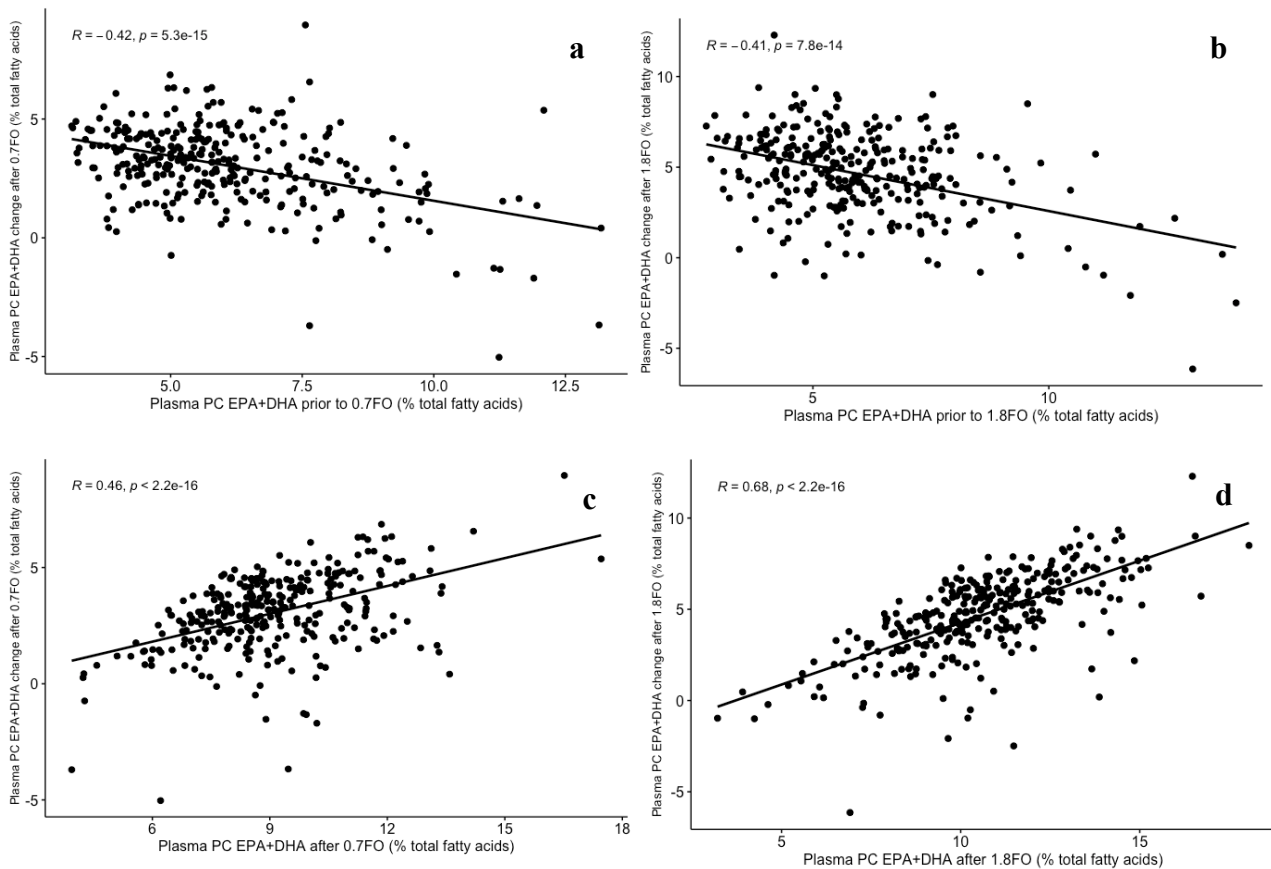 R = −0.42, p = 5.3e-15
a
Plasma PC EPA+DHA change after 0.7FO (% total fatty acids)
5
0
-5
5.0 7.5 10.0 12.5
Plasma PC EPA+DHA prior to 0.7FO (% total fatty acids)
R = −0.41, p = 7.8e-14
b
Plasma PC EPA+DHA change after 1.8FO (% total fatty acids)
10
5
0
-5
5 10
Plasma PC EPA+DHA prior to 1.8FO (% total fatty acids)
R = 0.46, p < 2.2e-16
c
Plasma PC EPA+DHA change after 0.7FO (% total fatty acids)
5
0
-5
6 9 12 15 18
Plasma PC EPA+DHA after 0.7FO (% total fatty acids)
R = 0.68, p < 2.2e-16
d
Plasma PC EPA+DHA change after 1.8FO (% total fatty acids)
10
5
0
-5
5 10 15
Plasma PC EPA+DHA after 1.8FO (% total fatty acids)